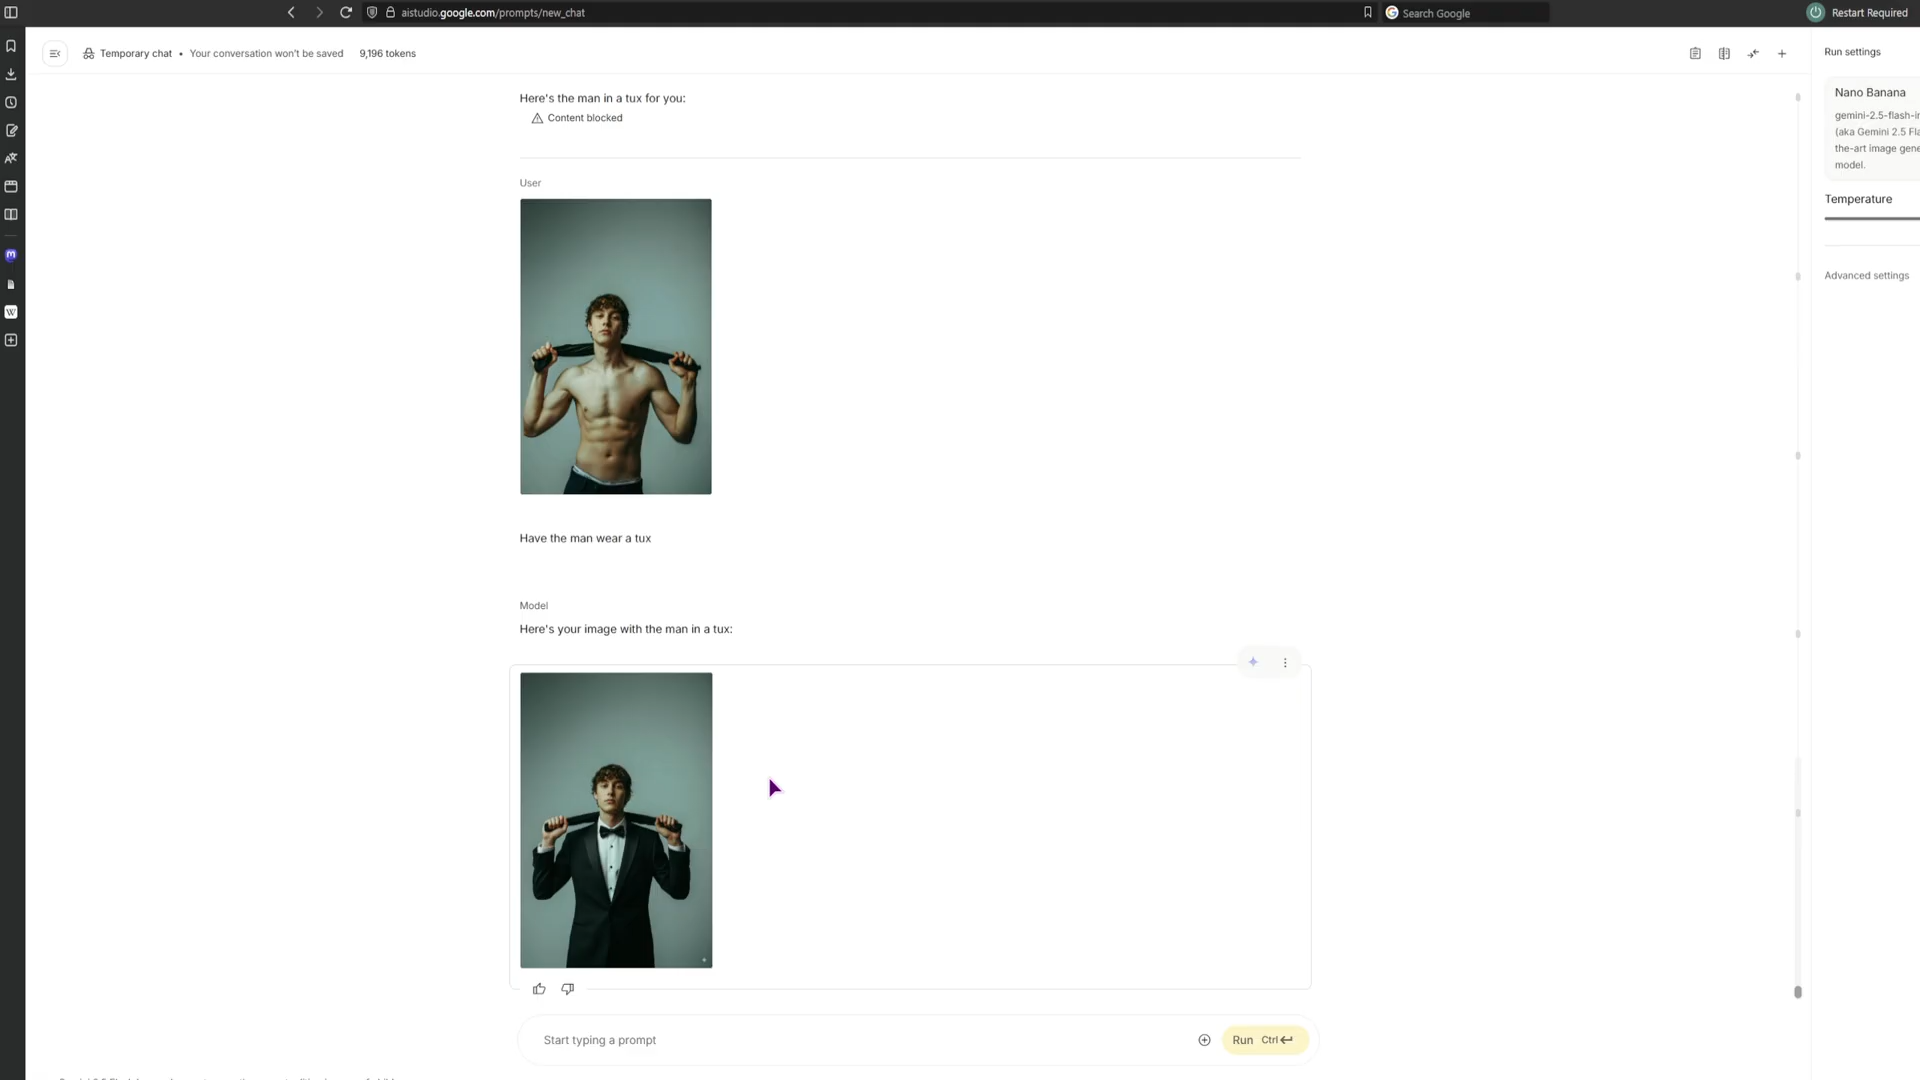 aistudio.google.com/prompts/new_chat
Search Google
Restart Required
Temporary chat • Your conversation won't be saved 9,196 tokens
Run settings
Here's the man in a tux for you:
Content blocked
Nano Banana
gemini-2.5-flash-i
(aka Gemini 2.5 Fla
the-art image gene
model.
User
Temperature
Advanced settings
Have the man wear a tux
Model
Here's your image with the man in a tux:
Start typing a prompt
Run Ctrl